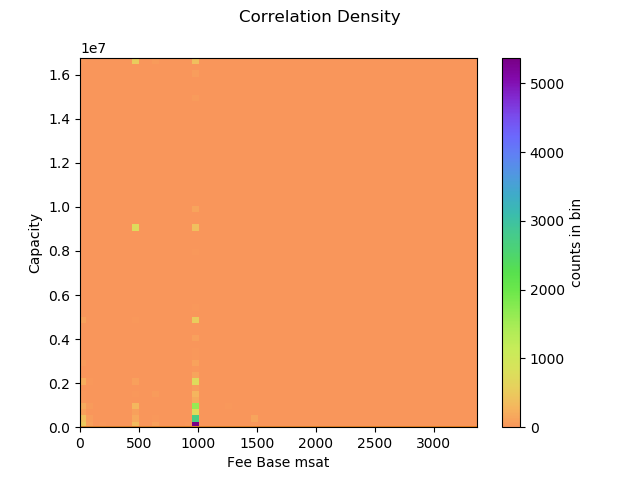 Correlation Density
1e7
1.6
1.4
1.2
1.0
0.8
0.6
0.4
0.2
0.0
Capacity
0 500 1000 1500 2000 2500 3000
Fee Base msat
5000
4000
3000
2000
1000
0
counts in bin